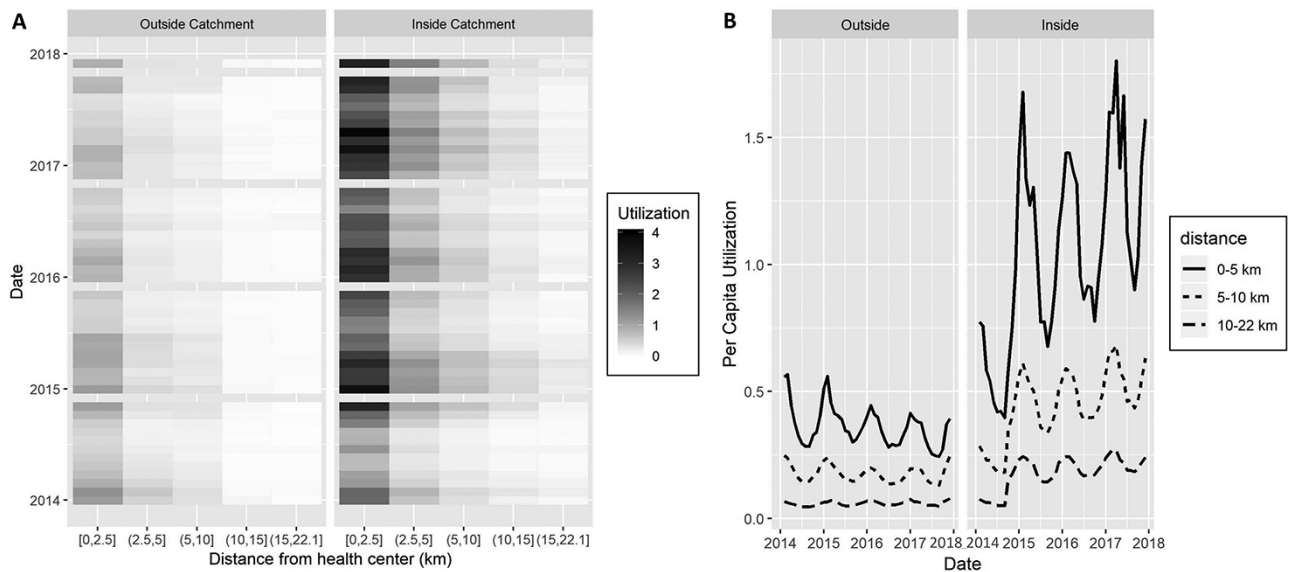 A
Outside Catchment
Inside Catchment
2018
2017
2016
2015
2014
Date
[0,2.5] (2.5,5] (5,10] (10,15] (15,22.1]
[0,2.5] (2.5,5] (5,10] (10,15] (15,22.1]
Distance from health center (km)
Utilization
4
3
2
1
0
B
Outside
Inside
1.5
1.0
0.5
0.0
Per Capita Utilization
2014 2015 2016 2017 2018
2014 2015 2016 2017 2018
Date
distance
0-5 km
5-10 km
10-22 km